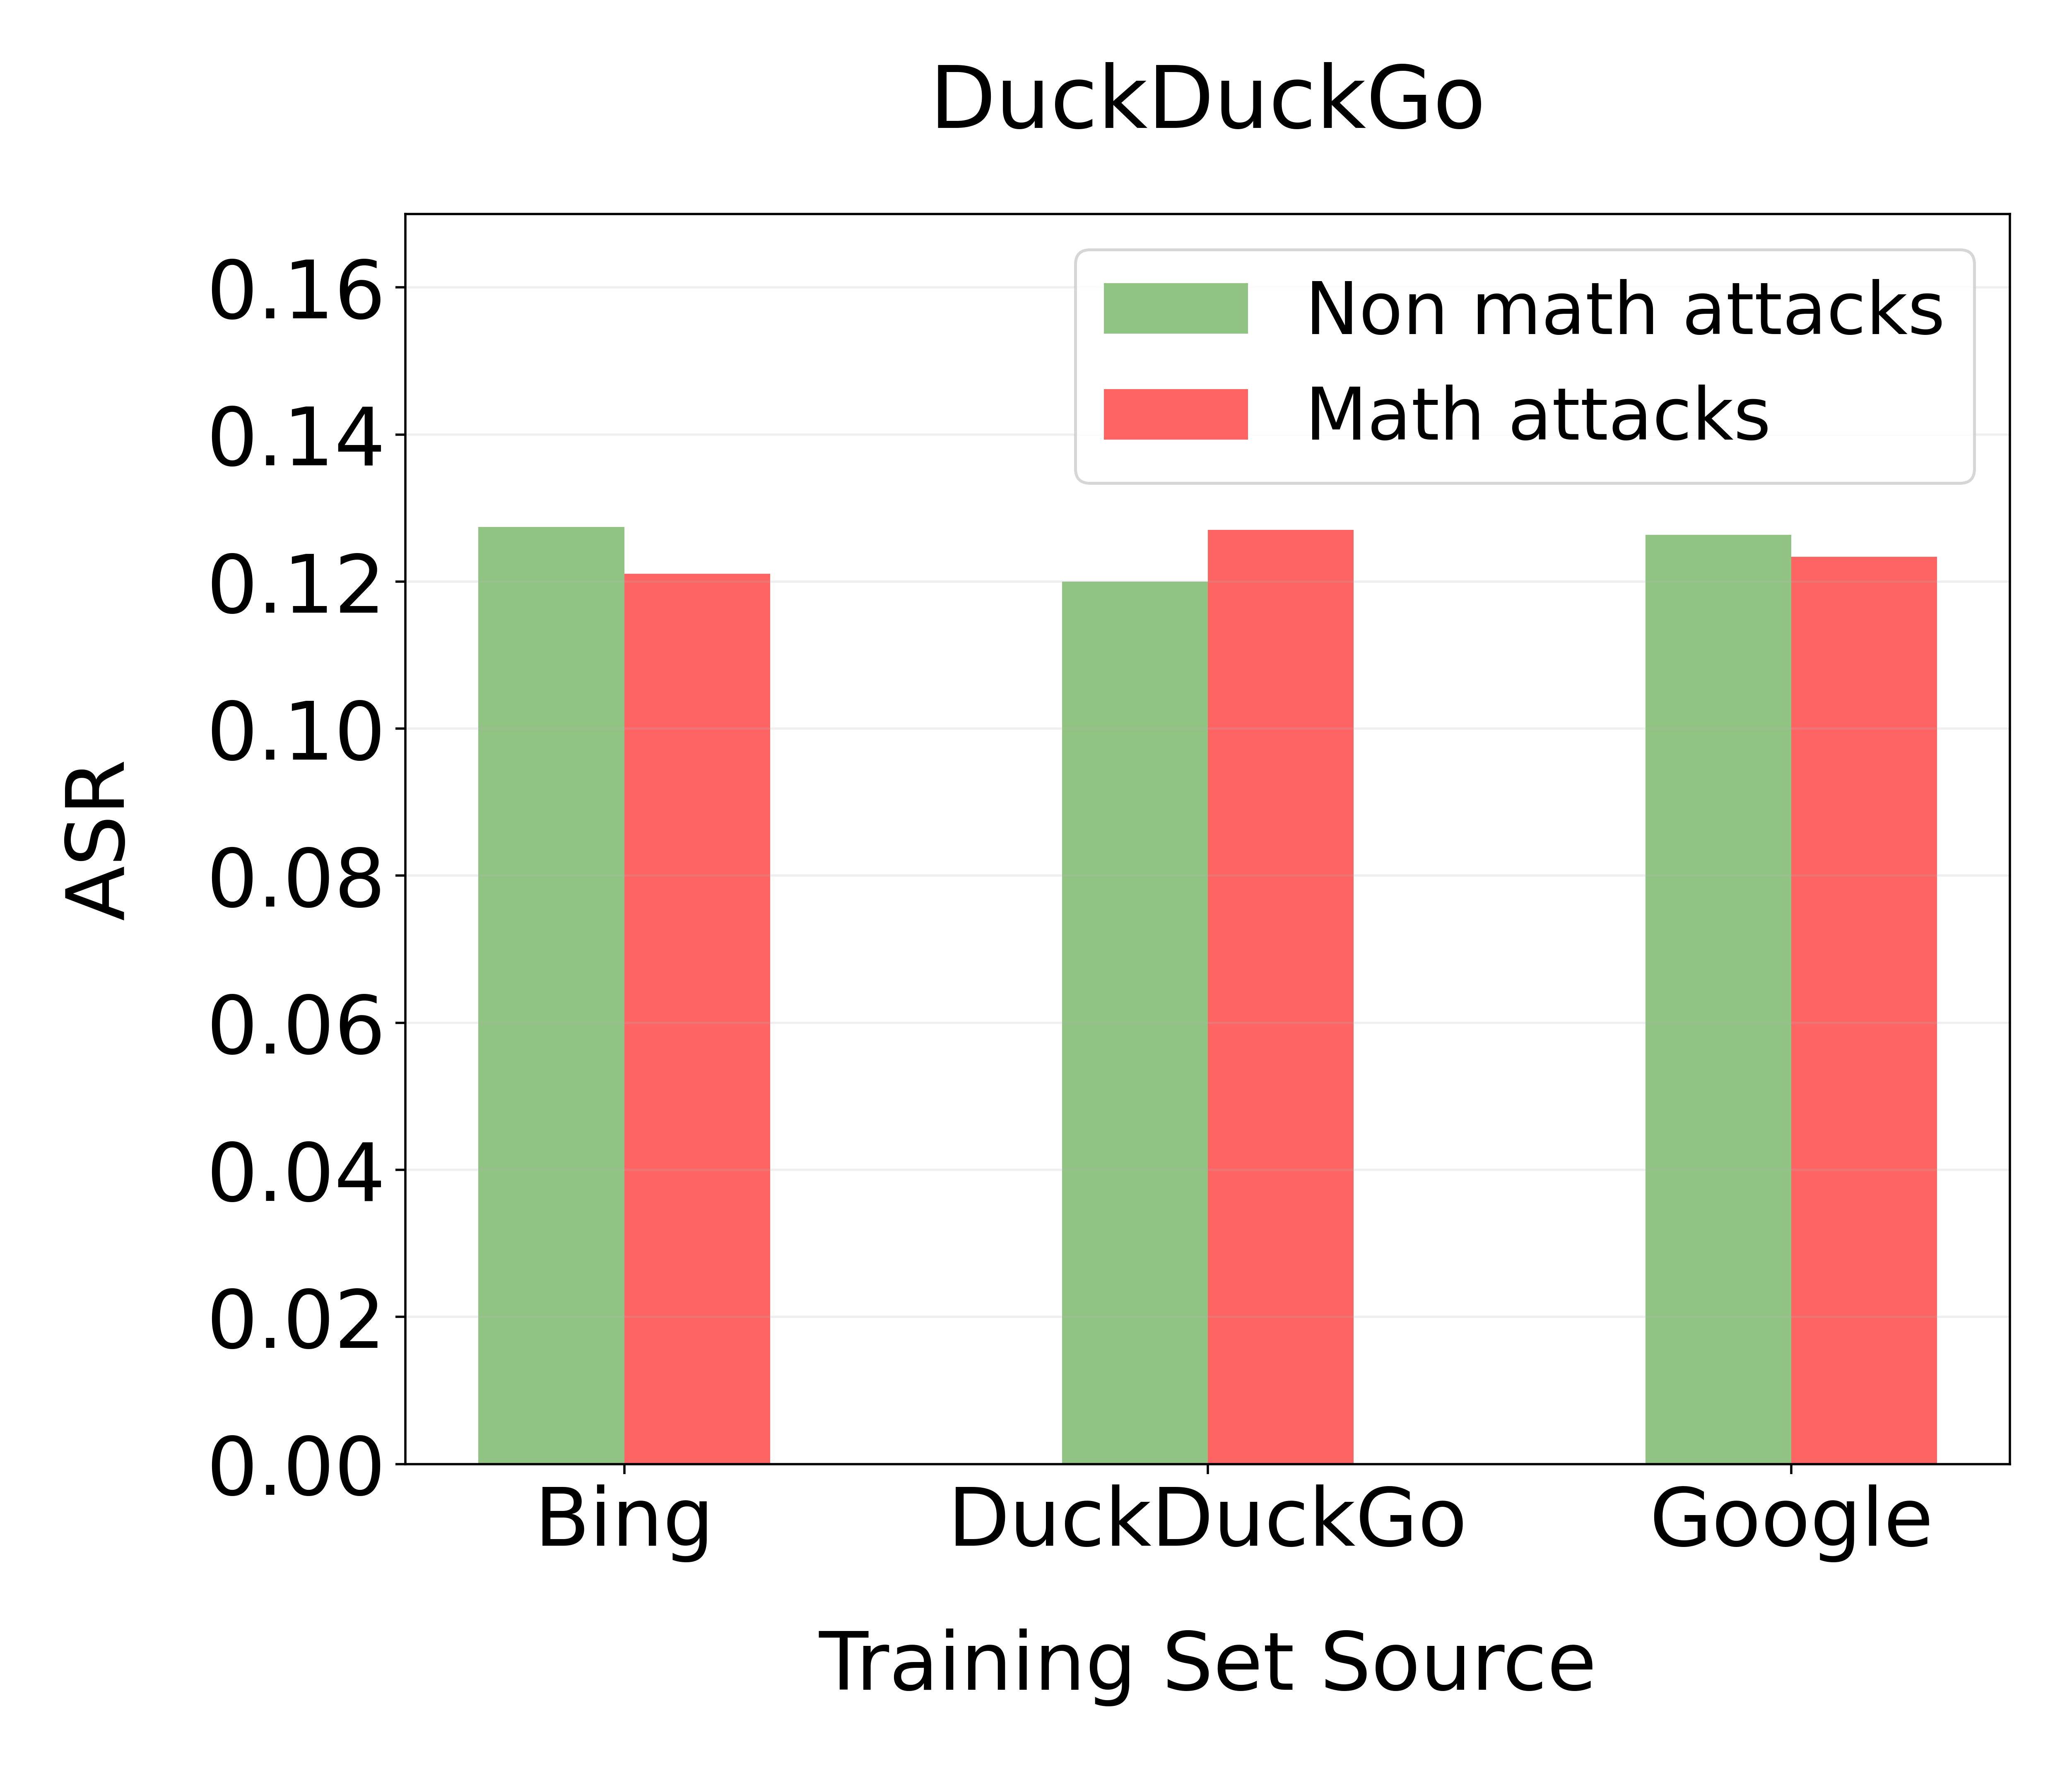 DuckDuckGo
0.16
0.14
0.12
0.10
0.08
0.06
0.04
0.02
0.00
ASR
Non math attacks
Math attacks
Bing
DuckDuckGo
Google
Training Set Source